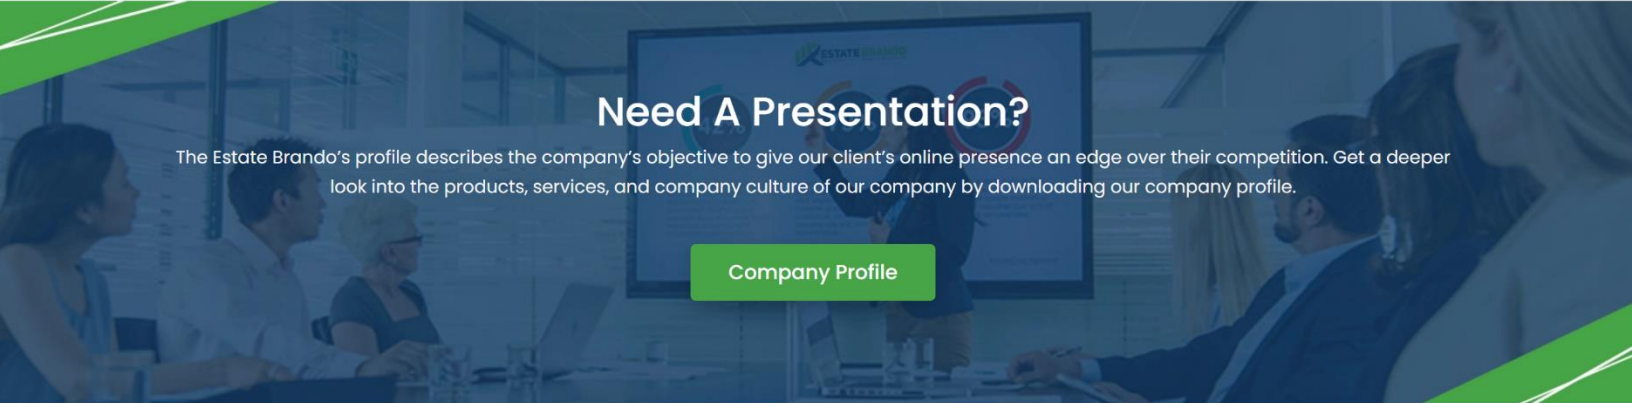 ESTATE BRANDO
Need A Presentation?
The Estate Brando's profile describes the company's objective to give our client's online presence an edge over their competition. Get a deeper
look into the products, services, and company culture of our company by downloading our company profile.
Company Profile